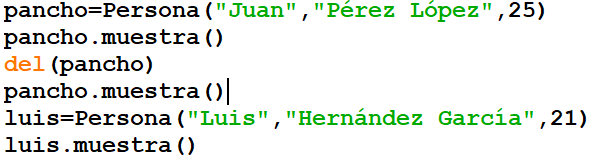 pancho=Persona("Juan","Pérez López",25)
pancho.muestra()
del(pancho)
pancho.muestra()
luis=Persona("Luis","Hernández García",21)
luis.muestra()